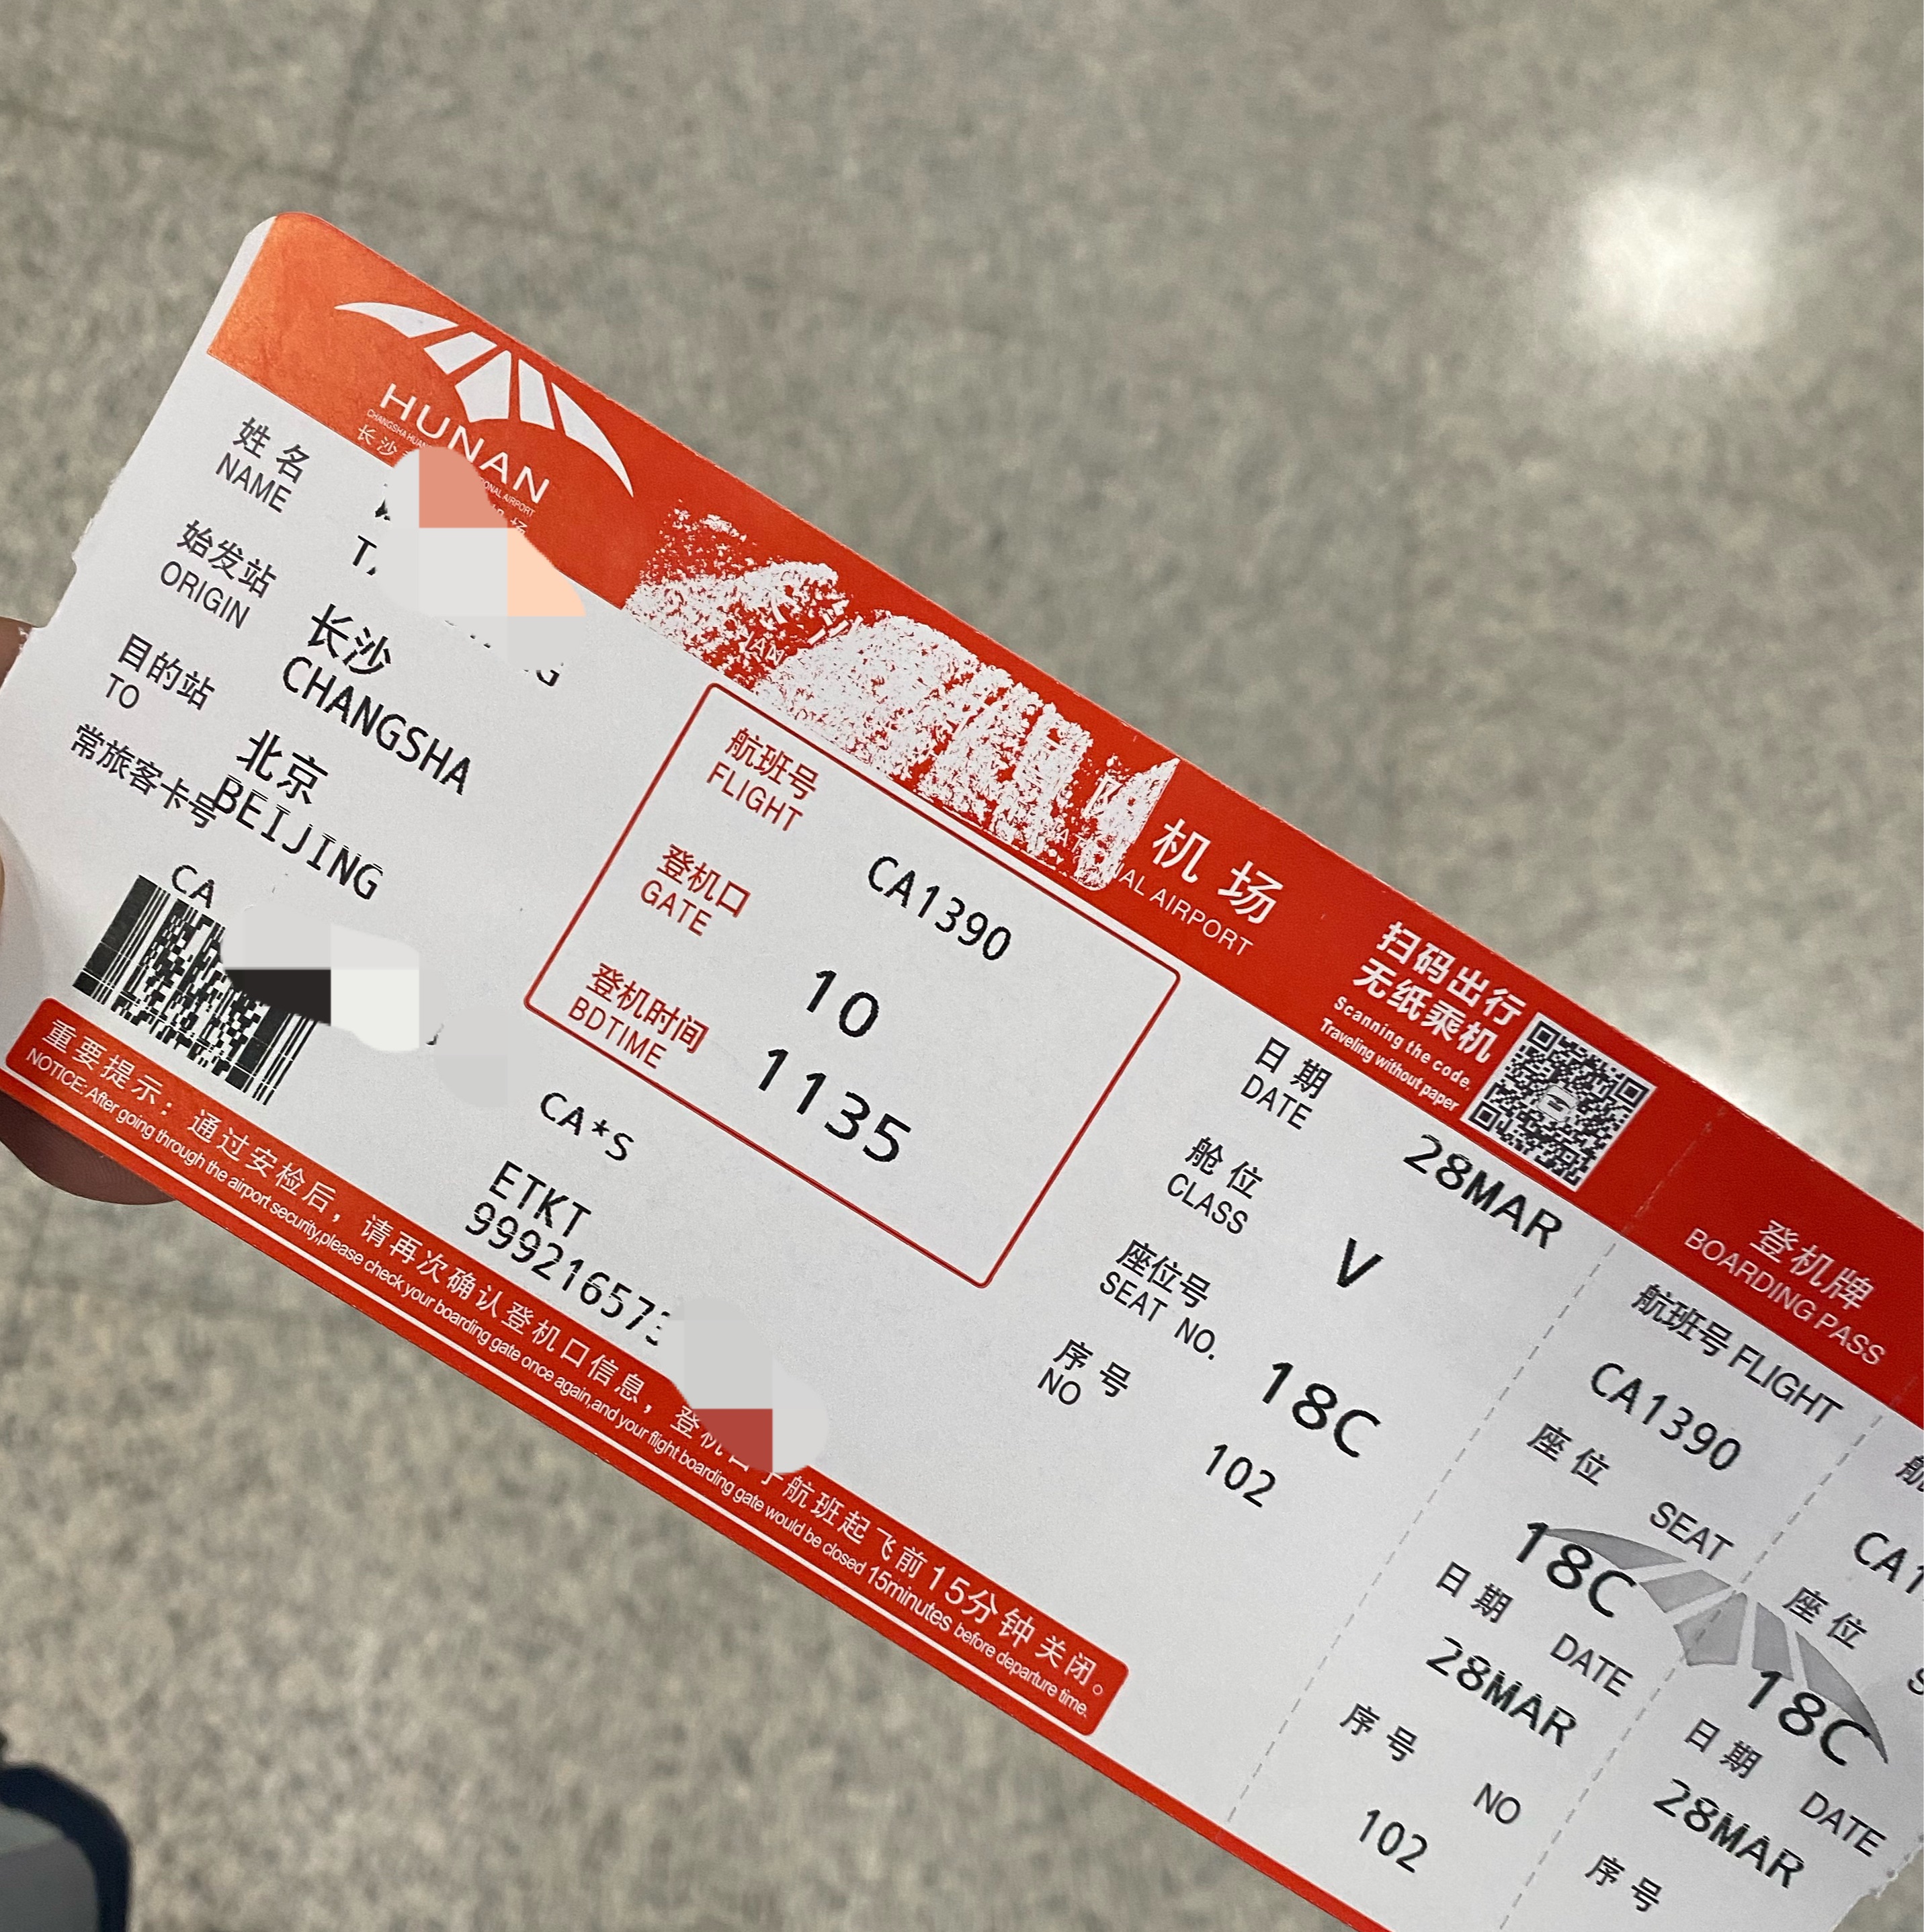 HUNAN
长沙
机场
AL AIRPORT
扫码出行
无纸乘机
Scanning the code,
Traveling without paper
登机牌
BOARDING PASS
姓名
NAME
始发站
ORIGIN
长沙
CHANGSHA
目的站
TO
北京
BEIJING
常旅客卡号
CA
航班号
FLIGHT
CA1390
登机口
GATE
10
登机时间
BDTIME
1135
CA*S
ETKT
999216573
日期
DATE
28MAR
舱位
CLASS
V
座位号
SEAT NO.
18C
序号
NO
102
重要提示：通过安检后，请再次确认登机口信息，登机口于航班起飞前15分钟关闭。
NOTICE:After going through the airport security,please check your boarding gate once again,and your flight boarding gate would be closed 15minutes before departure time.
航班号 FLIGHT
CA1390
座位 SEAT
18C
日期 DATE
28MAR
序号 NO
102
座位
18C
日期 DATE
28MAR
序号